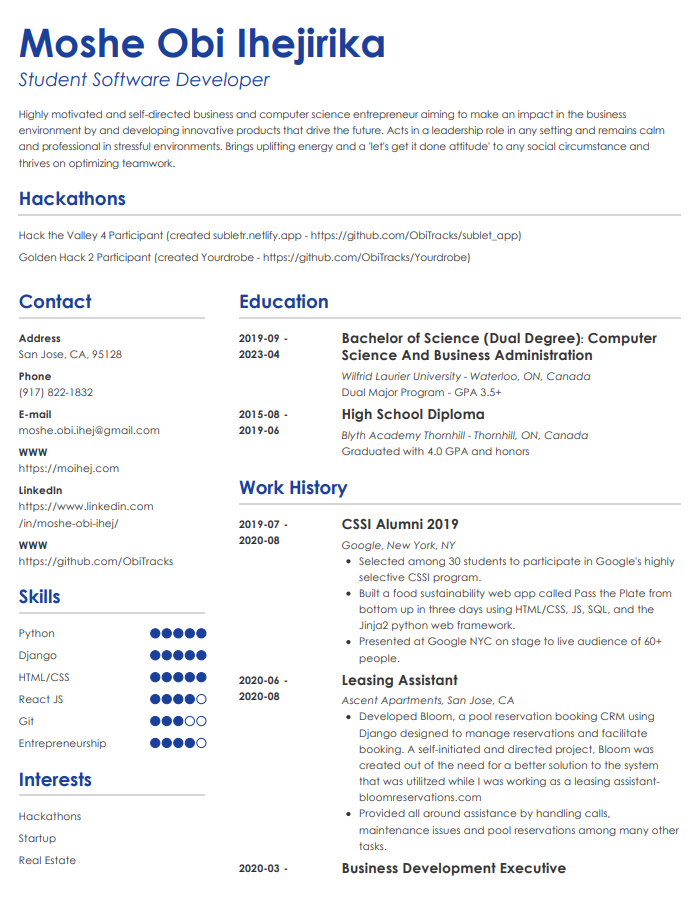 Moshe Obi Ihejirika
Student Software Developer
Highly motivated and self-directed business and computer science entrepreneur aiming to make an impact in the business
environment by and developing innovative products that drive the future. Acts in a leadership role in any setting and remains calm
and professional in stressful environments. Brings uplifting energy and a 'let's get it done attitude' to any social circumstance and
thrives on optimizing teamwork.
Hackathons
Hack the Valley 4 Participant (created subletr.netlify.app - https://github.com/ObiTracks/sublet_app)
Golden Hack 2 Participant (created Yourdrobe - https://github.com/ObiTracks/Yourdrobe)
Contact
Address
San Jose, CA, 95128
Phone
(917) 822-1832
E-mail
moshe.obi.ihej@gmail.com
WWW
https://moihej.com
LinkedIn
https://www.linkedin.com
/in/moshe-obi-ihej/
WWW
https://github.com/ObiTracks
Skills
Python
Django
HTML/CSS
React JS
Git
Entrepreneurship
Interests
Hackathons
Startup
Real Estate
Education
2019-09 -
2023-04
Bachelor of Science (Dual Degree): Computer
Science And Business Administration
Wilfrid Laurier University - Waterloo, ON, Canada
Dual Major Program - GPA 3.5+
2015-08 -
2019-06
High School Diploma
Blyth Academy Thornhill - Thornhill, ON, Canada
Graduated with 4.0 GPA and honors
Work History
2019-07 -
2020-08
CSSI Alumni 2019
Google, New York, NY
• Selected among 30 students to participate in Google's highly
selective CSSI program.
• Built a food sustainability web app called Pass the Plate from
bottom up in three days using HTML/CSS, JS, SQL, and the
Jinja2 python web framework.
• Presented at Google NYC on stage to live audience of 60+
people.
2020-06 -
2020-08
Leasing Assistant
Ascent Apartments, San Jose, CA
• Developed Bloom, a pool reservation booking CRM using
Django designed to manage reservations and facilitate
booking. A self-initiated and directed project, Bloom was
created out of the need for a better solution to the system
that was utilitzed while I was working as a leasing assistant-
bloomreservations.com
• Provided all around assistance by handling calls,
maintenance issues and pool reservations among many other
tasks.
2020-03 -
Business Development Executive